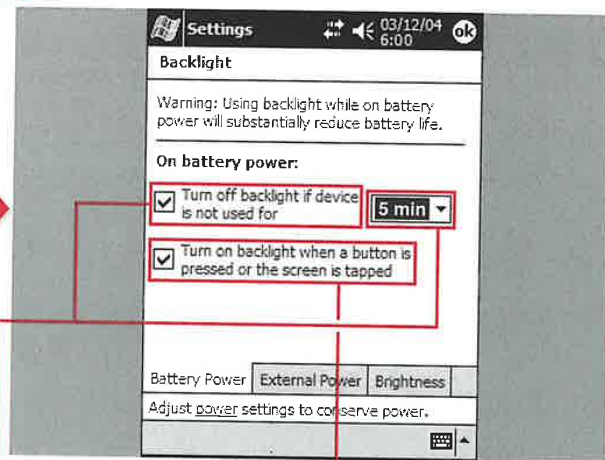 Settings
03/12/04
6:00
ok
Backlight
Warning: Using backlight while on battery
power will substantially reduce battery life.
On battery power:
Turn off backlight if device
is not used for
5 min
Turn on backlight when a button is
pressed or the screen is tapped
Battery Power External Power Brightness
Adjust power settings to conserve power.